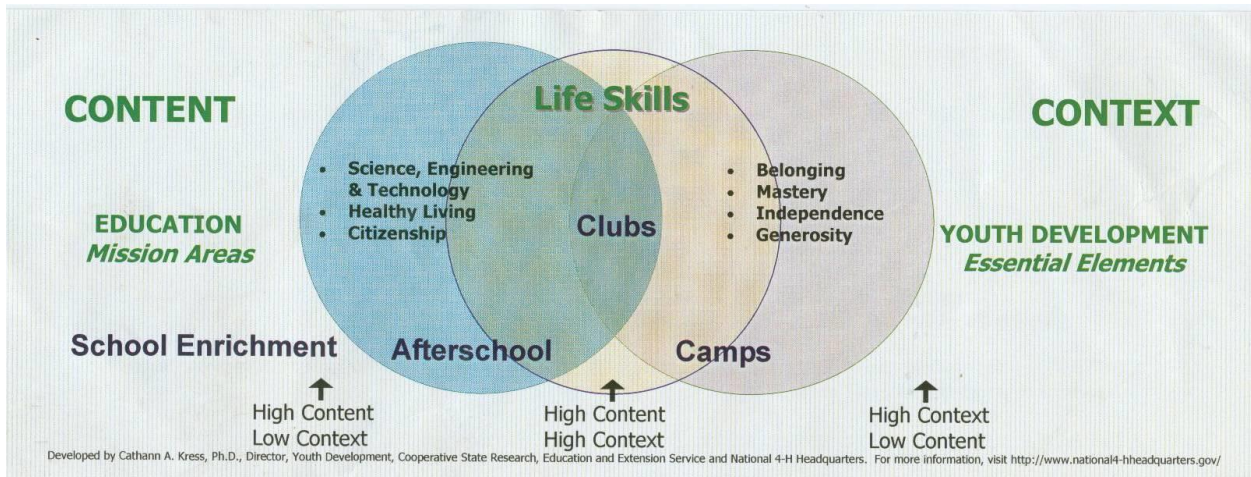 Life Skills
CONTENT
CONTEXT
• Science, Engineering
& Technology
• Healthy Living
• Citizenship
• Belonging
• Mastery
• Independence
• Generosity
Clubs
EDUCATION
Mission Areas
YOUTH DEVELOPMENT
Essential Elements
School Enrichment
Afterschool
Camps
High Content
Low Context
High Content
High Context
High Context
Low Content
Developed by Cathann A. Kress, Ph.D., Director, Youth Development, Cooperative State Research, Education and Extension Service and National 4-H Headquarters. For more information, visit http://www.national4-hheadquarters.gov/